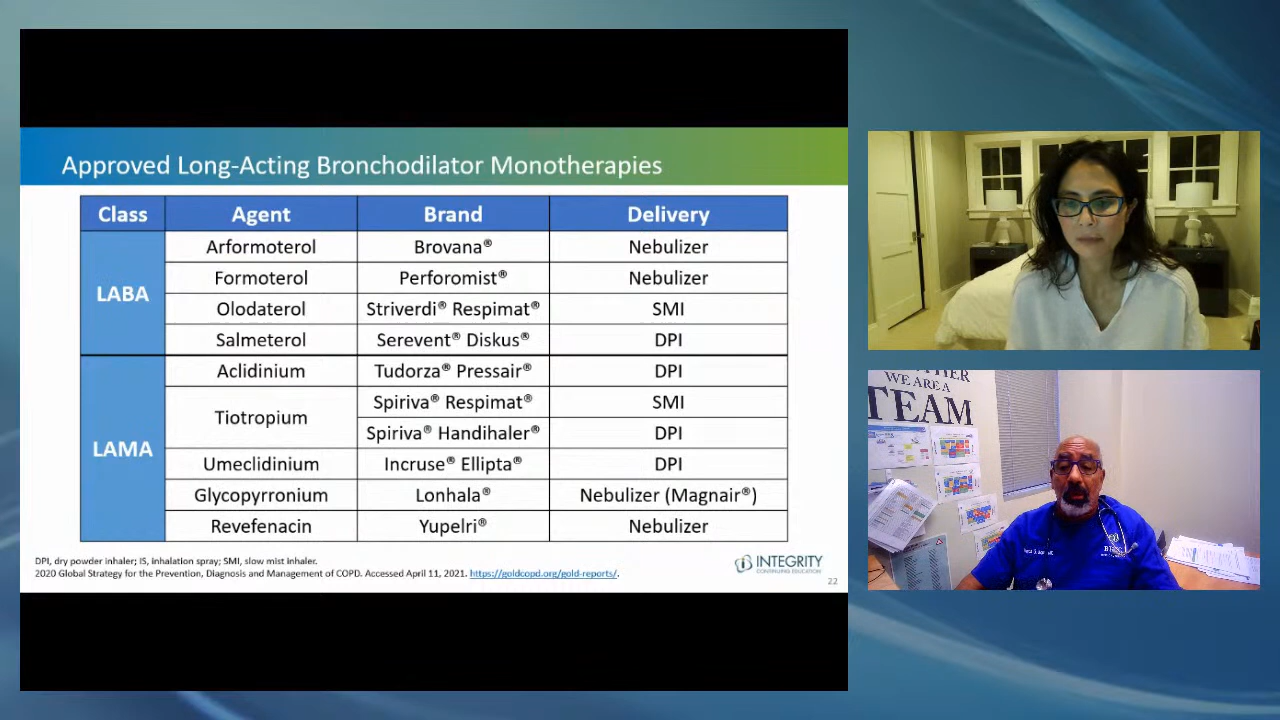 Approved Long-Acting Bronchodilator Monotherapies
Class Agent Brand Delivery
LABA
Arformoterol Brovana® Nebulizer
Formoterol Perforomist® Nebulizer
Olodaterol Striverdi® Respimat® SMI
Salmeterol Serevent® Diskus® DPI
LAMA
Aclidinium Tudorza® Pressair® DPI
Tiotropium Spiriva® Respimat® SMI
Spiriva® Handihaler® DPI
Umeclidinium Incruse® Ellipta® DPI
Glycopyrronium Lonhala® Nebulizer (Magnair®)
Revefenacin Yupelri® Nebulizer
DPI, dry powder inhaler; IS, inhalation spray; SMI, slow mist inhaler.
2020 Global Strategy for the Prevention, Diagnosis and Management of COPD. Accessed April 11, 2021. https://goldcopd.org/gold-reports/.
INTEGRITY
CONTINUING EDUCATION
22
WE ARE A
TEAM